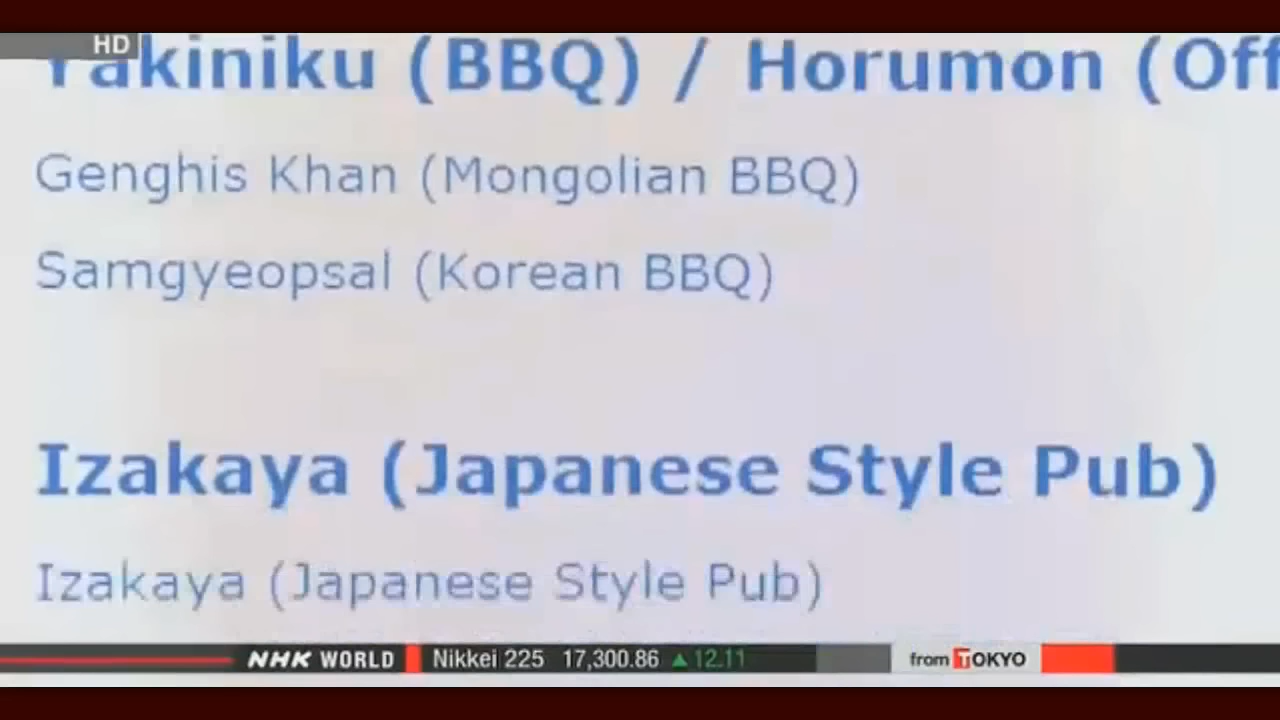 HD
Yakiniku (BBQ) / Horumon (Off
Genghis Khan (Mongolian BBQ)
Samgyeopsal (Korean BBQ)
Izakaya (Japanese Style Pub)
Izakaya (Japanese Style Pub)
NHK WORLD Nikkei 225 17,300.86 ▲12.11 from TOKYO